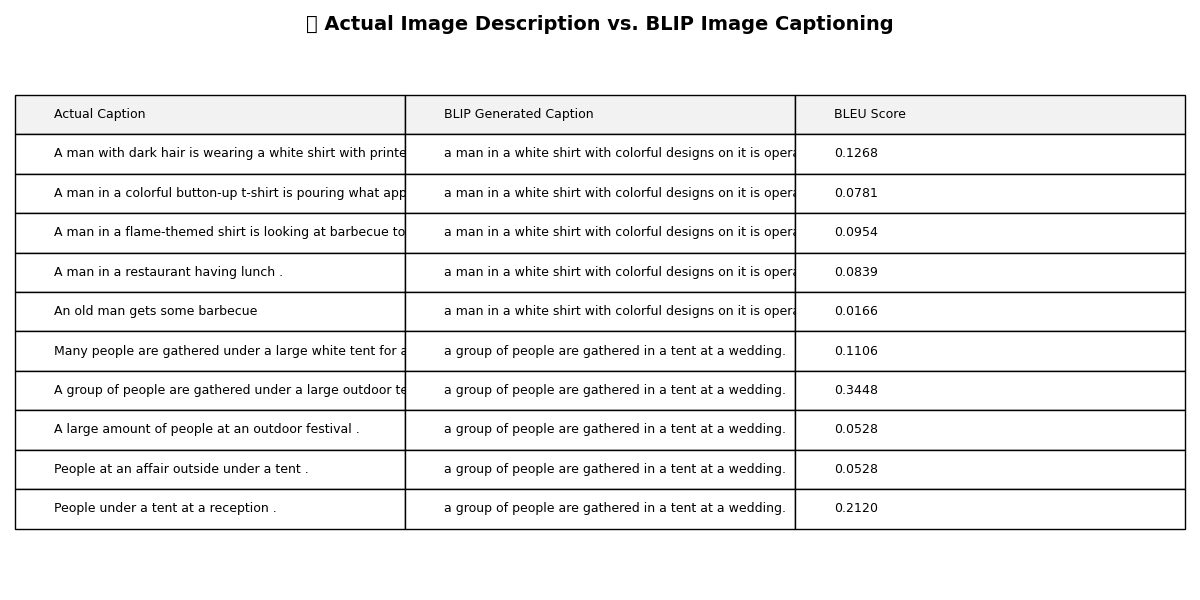 Actual Image Description vs. BLIP Image Captioning
Actual Caption BLIP Generated Caption BLEU Score
A man with dark hair is wearing a white shirt with printe a man in a white shirt with colorful designs on it is opera 0.1268
A man in a colorful button-up t-shirt is pouring what app a man in a white shirt with colorful designs on it is opera 0.0781
A man in a flame-themed shirt is looking at barbecue to a man in a white shirt with colorful designs on it is opera 0.0954
A man in a restaurant having lunch . a man in a white shirt with colorful designs on it is opera 0.0839
An old man gets some barbecue a man in a white shirt with colorful designs on it is opera 0.0166
Many people are gathered under a large white tent for a a group of people are gathered in a tent at a wedding. 0.1106
A group of people are gathered under a large outdoor te a group of people are gathered in a tent at a wedding. 0.3448
A large amount of people at an outdoor festival . a group of people are gathered in a tent at a wedding. 0.0528
People at an affair outside under a tent . a group of people are gathered in a tent at a wedding. 0.0528
People under a tent at a reception . a group of people are gathered in a tent at a wedding. 0.2120